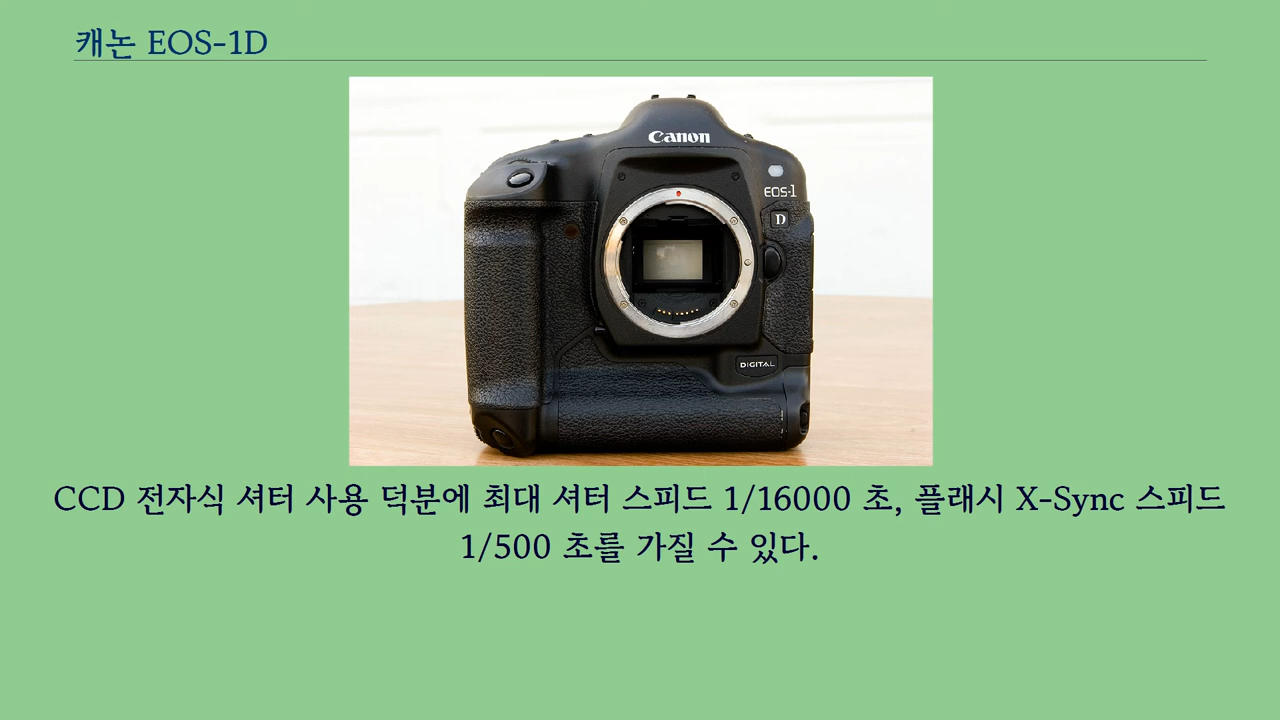 캐논 EOS-1D
Canon
EOS-1
D
DIGITAL
CCD 전자식 셔터 사용 덕분에 최대 셔터 스피드 1/16000 초, 플래시 X-Sync 스피드
1/500 초를 가질 수 있다.